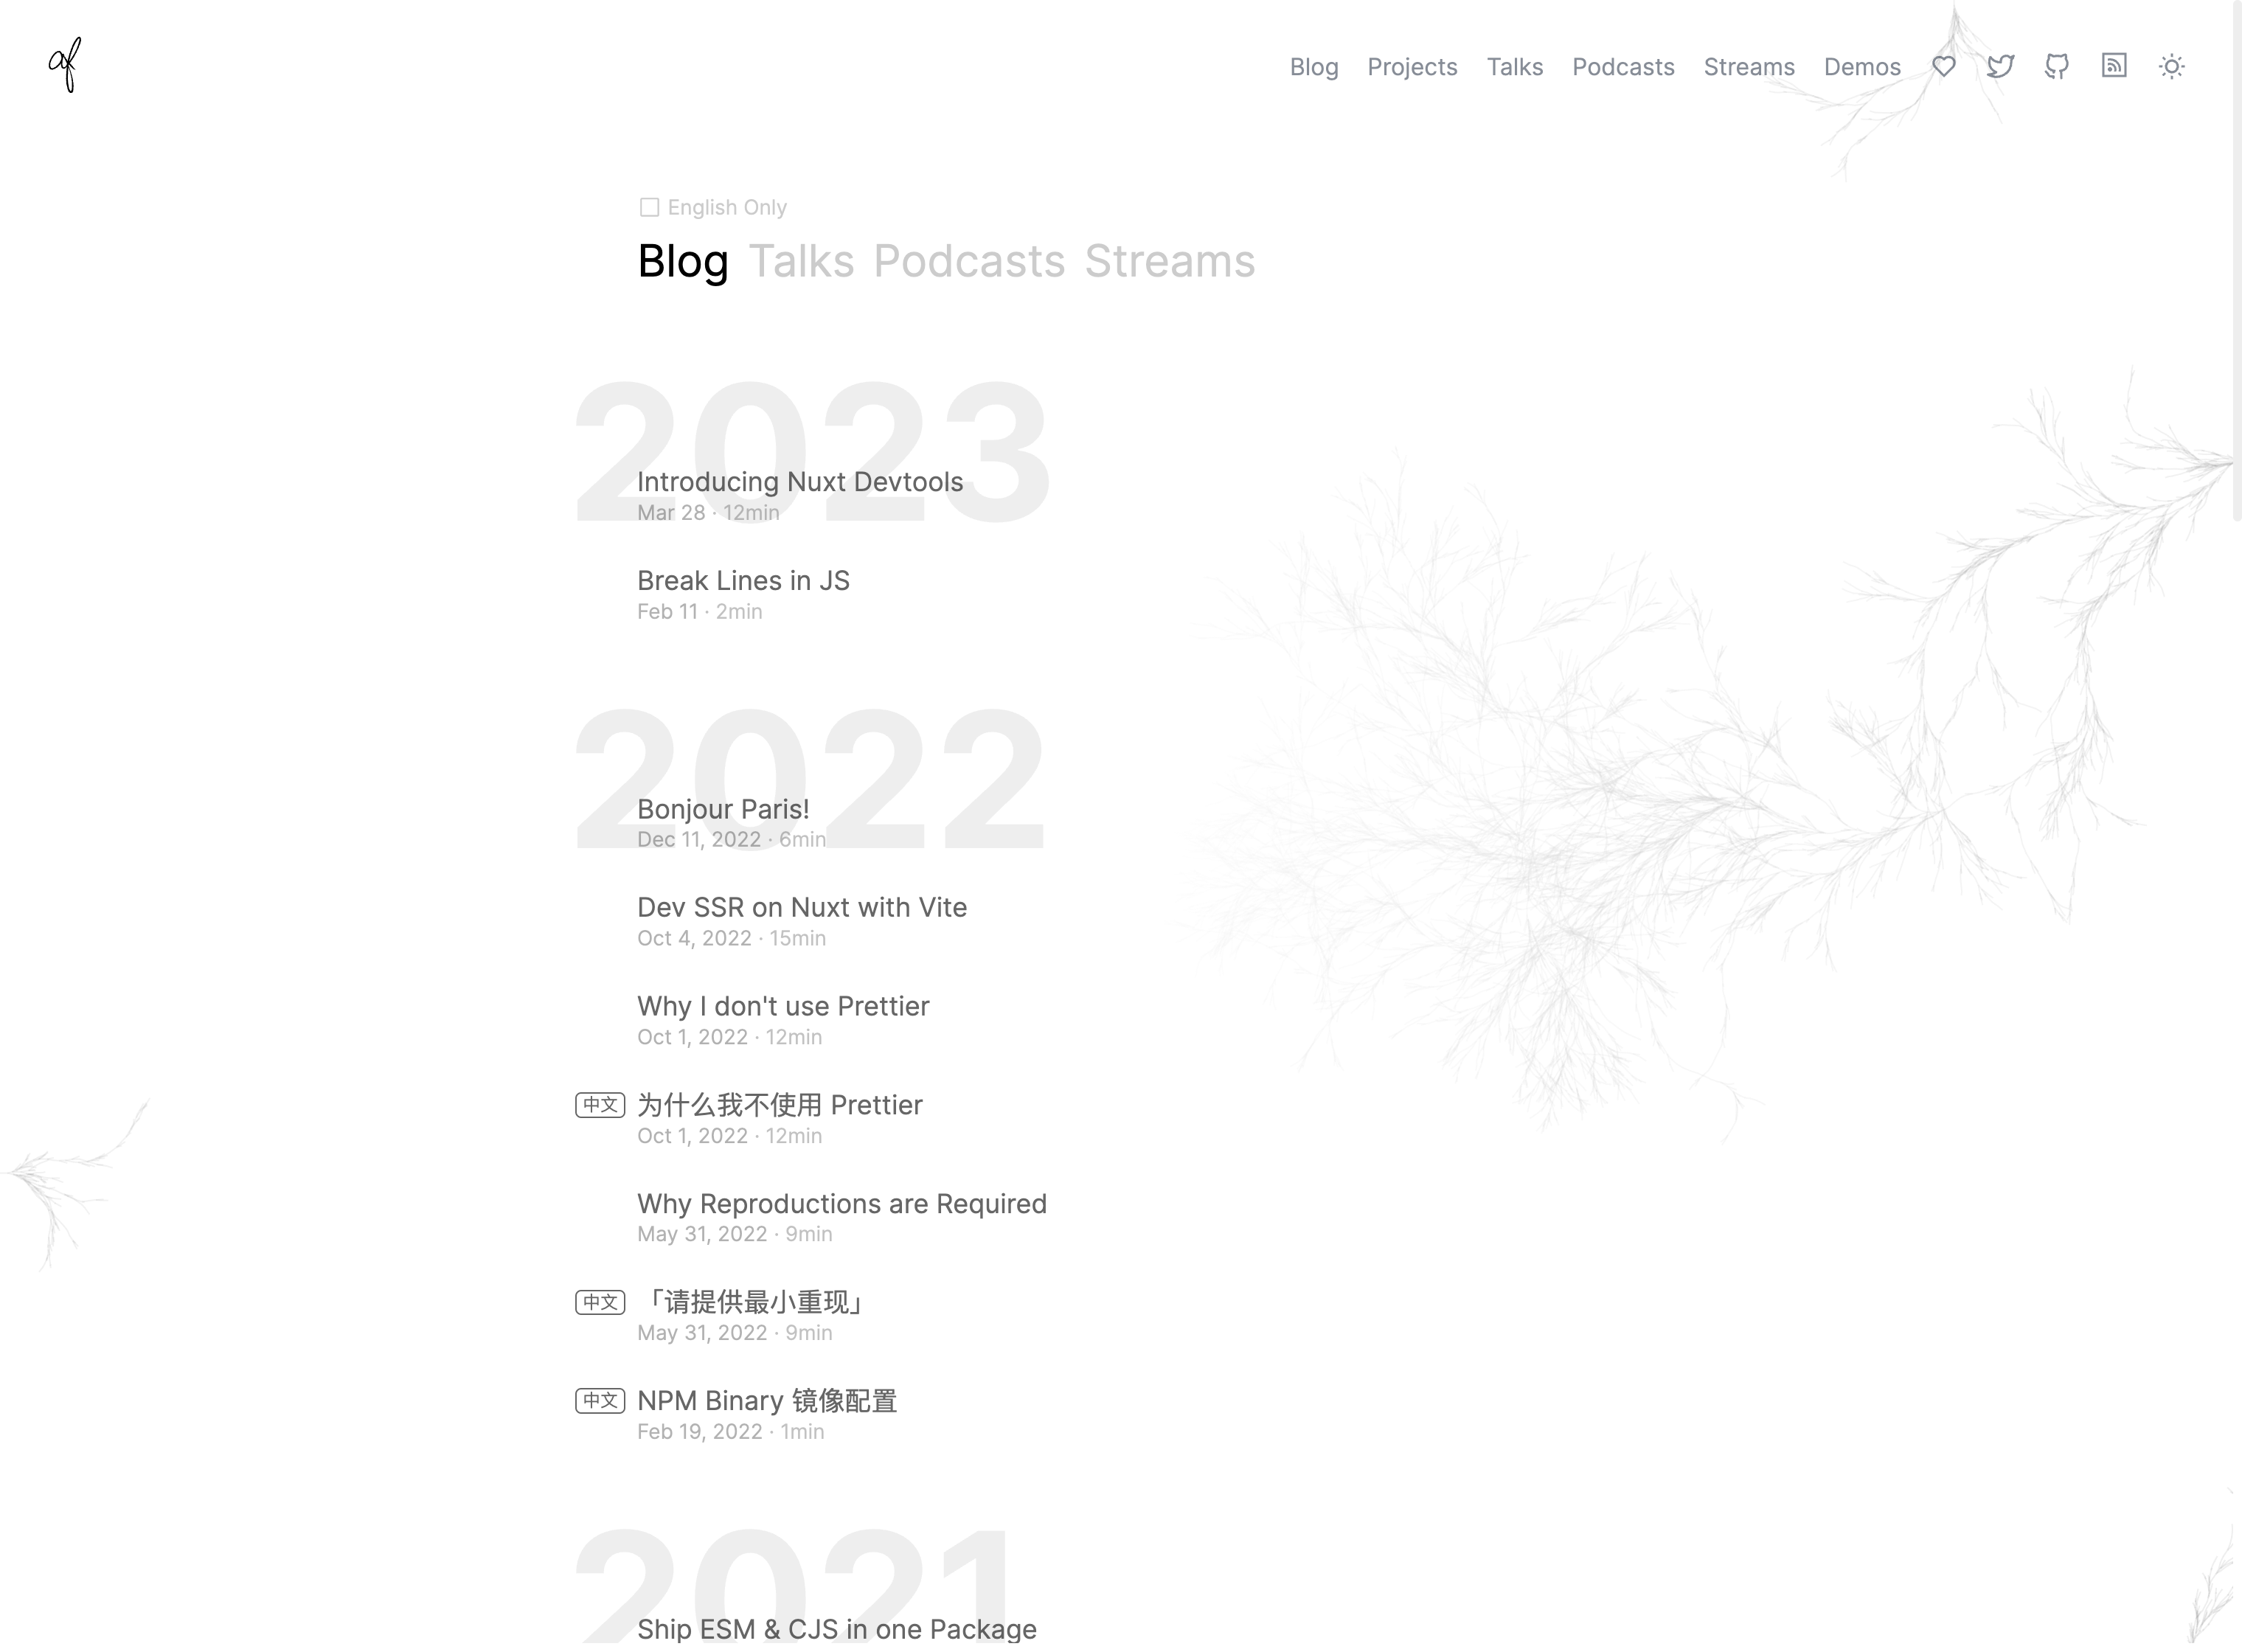 af
Blog Projects Talks Podcasts Streams Demos
English Only
Blog Talks Podcasts Streams
2023
Introducing Nuxt Devtools
Mar 28 · 12min
Break Lines in JS
Feb 11 · 2min
2022
Bonjour Paris!
Dec 11, 2022 · 6min
Dev SSR on Nuxt with Vite
Oct 4, 2022 · 15min
Why I don't use Prettier
Oct 1, 2022 · 12min
中文 为什么我不使用 Prettier
Oct 1, 2022 · 12min
Why Reproductions are Required
May 31, 2022 · 9min
中文 「请提供最小重现」
May 31, 2022 · 9min
中文 NPM Binary 镜像配置
Feb 19, 2022 · 1min
2021
Ship ESM & CJS in one Package